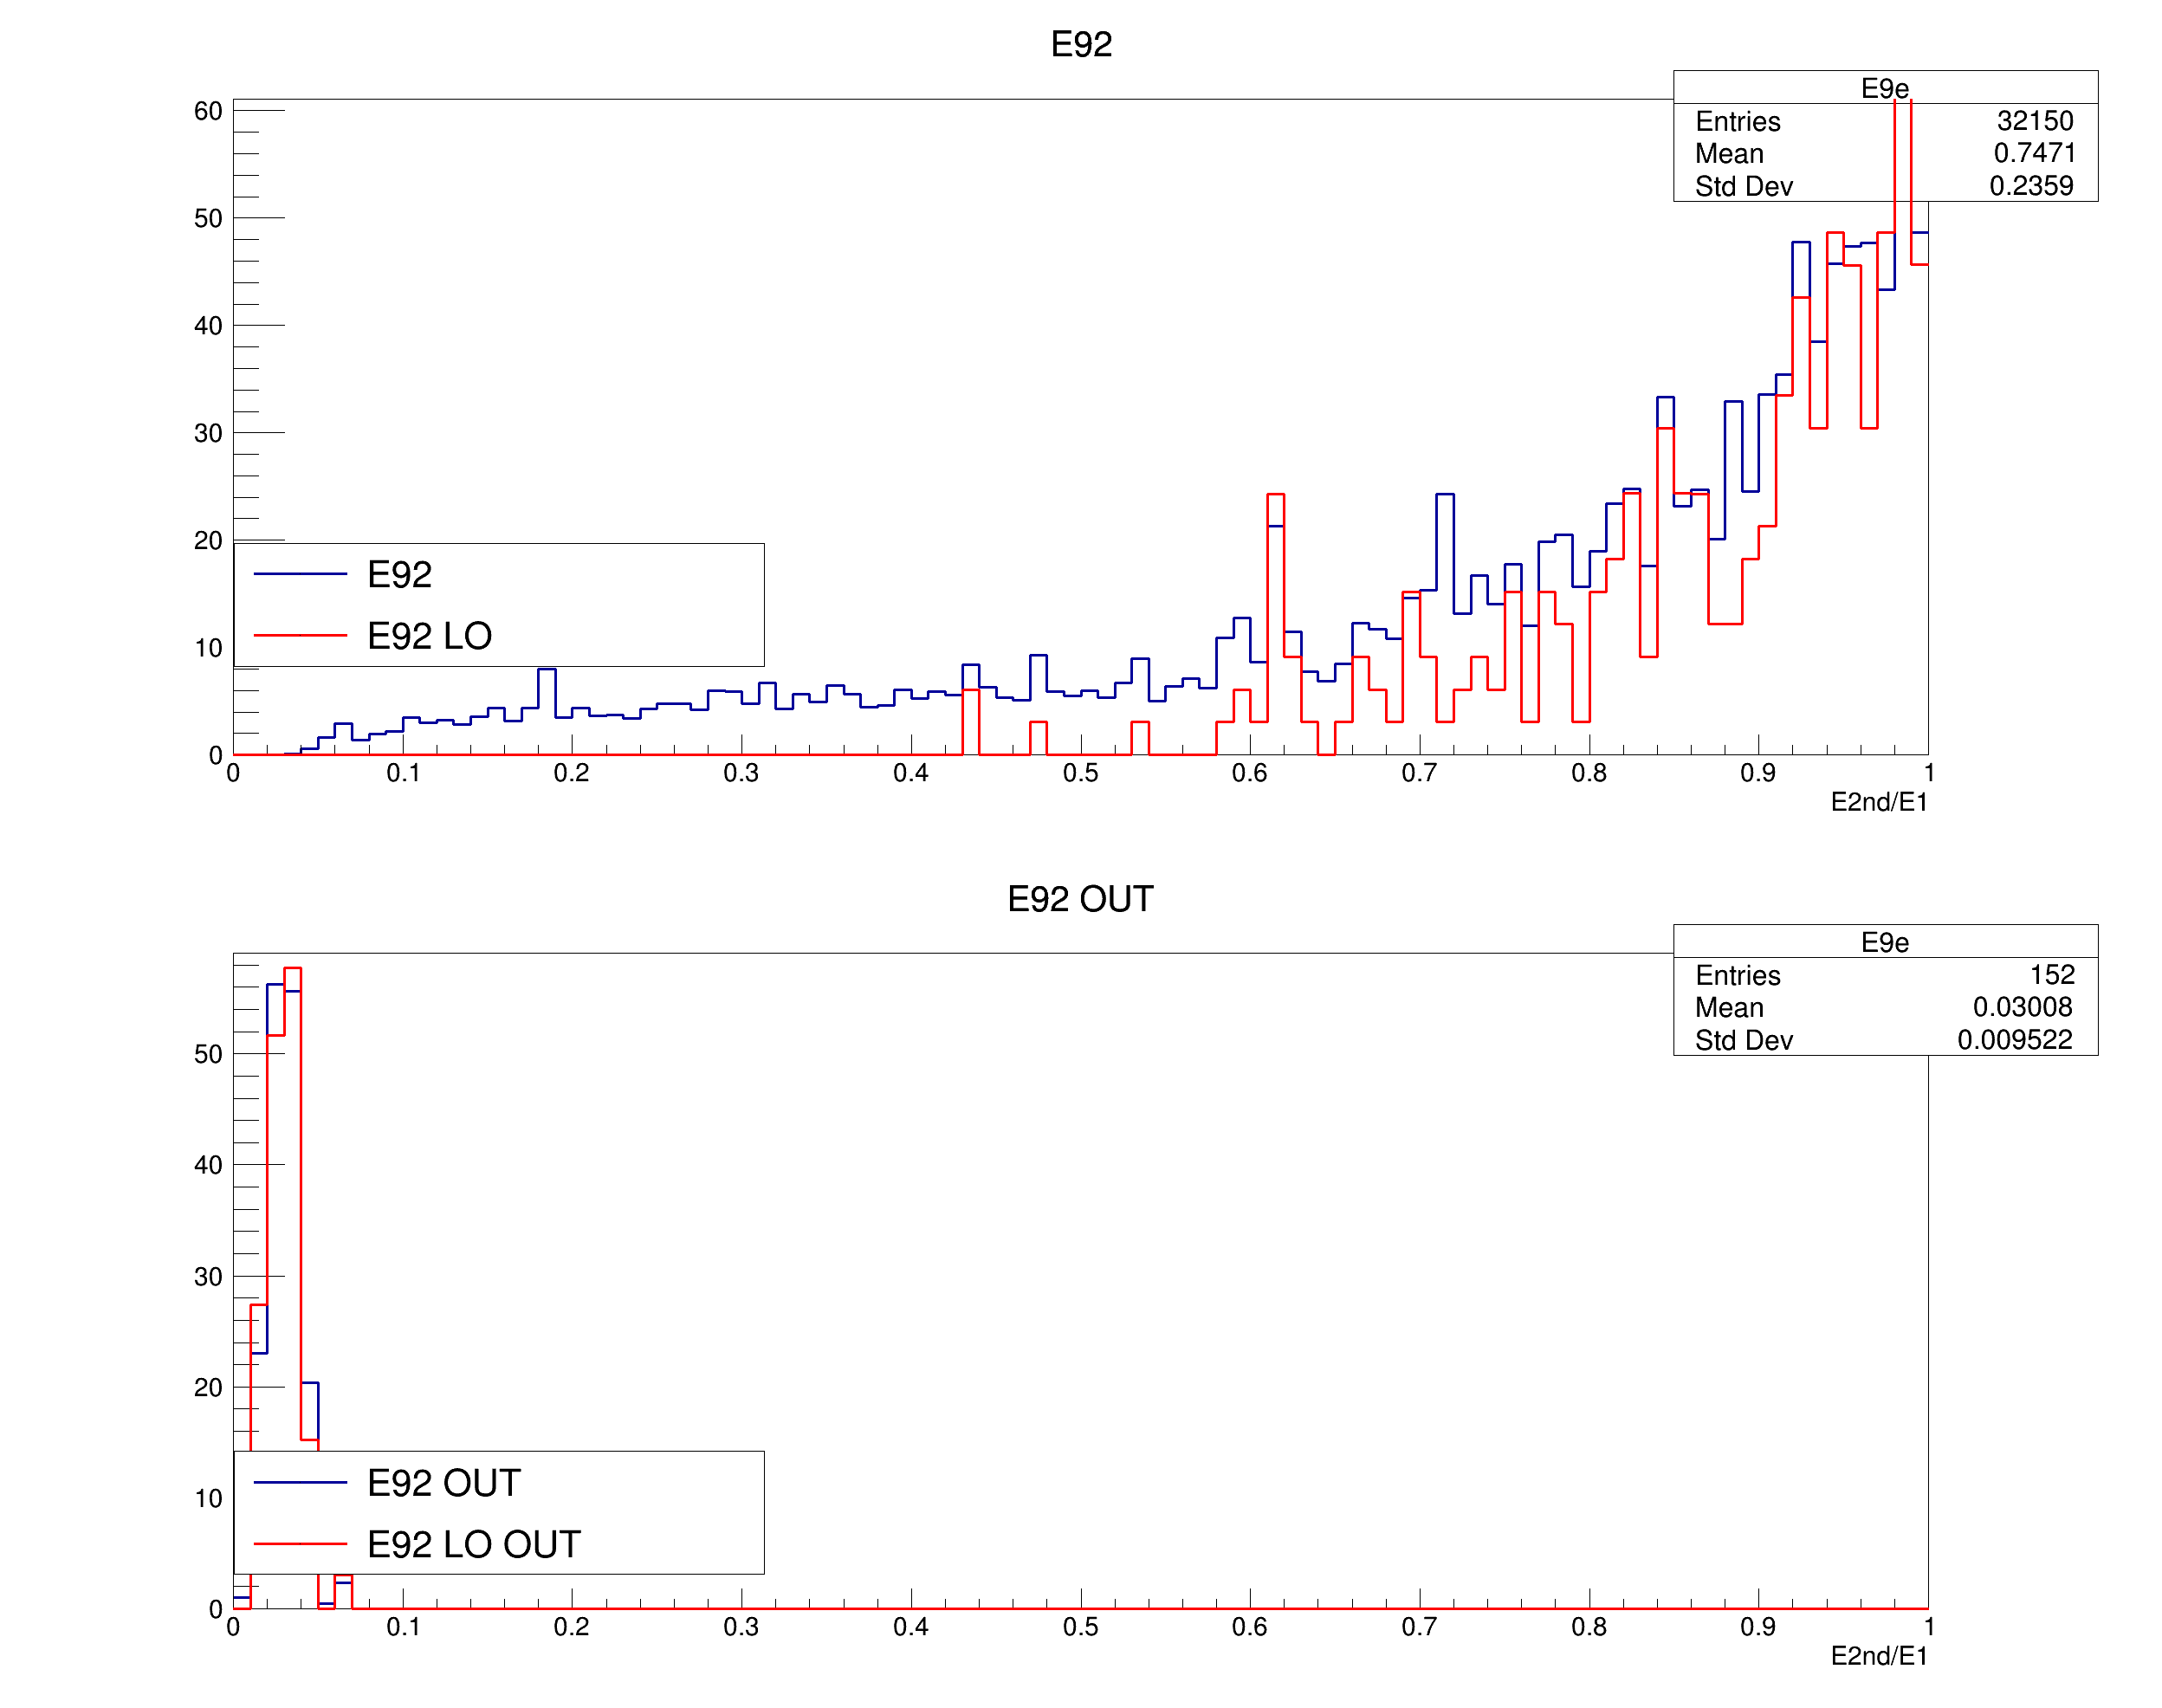 E92
E9e
Entries 32150
Mean 0.7471
Std Dev 0.2359
60
50
40
30
20
10
0
E92
E92 LO
0 0.1 0.2 0.3 0.4 0.5 0.6 0.7 0.8 0.9 1
E2nd/E1
E92 OUT
E9e
Entries 152
Mean 0.03008
Std Dev 0.009522
50
40
30
20
10
0
E92 OUT
E92 LO OUT
0 0.1 0.2 0.3 0.4 0.5 0.6 0.7 0.8 0.9 1
E2nd/E1